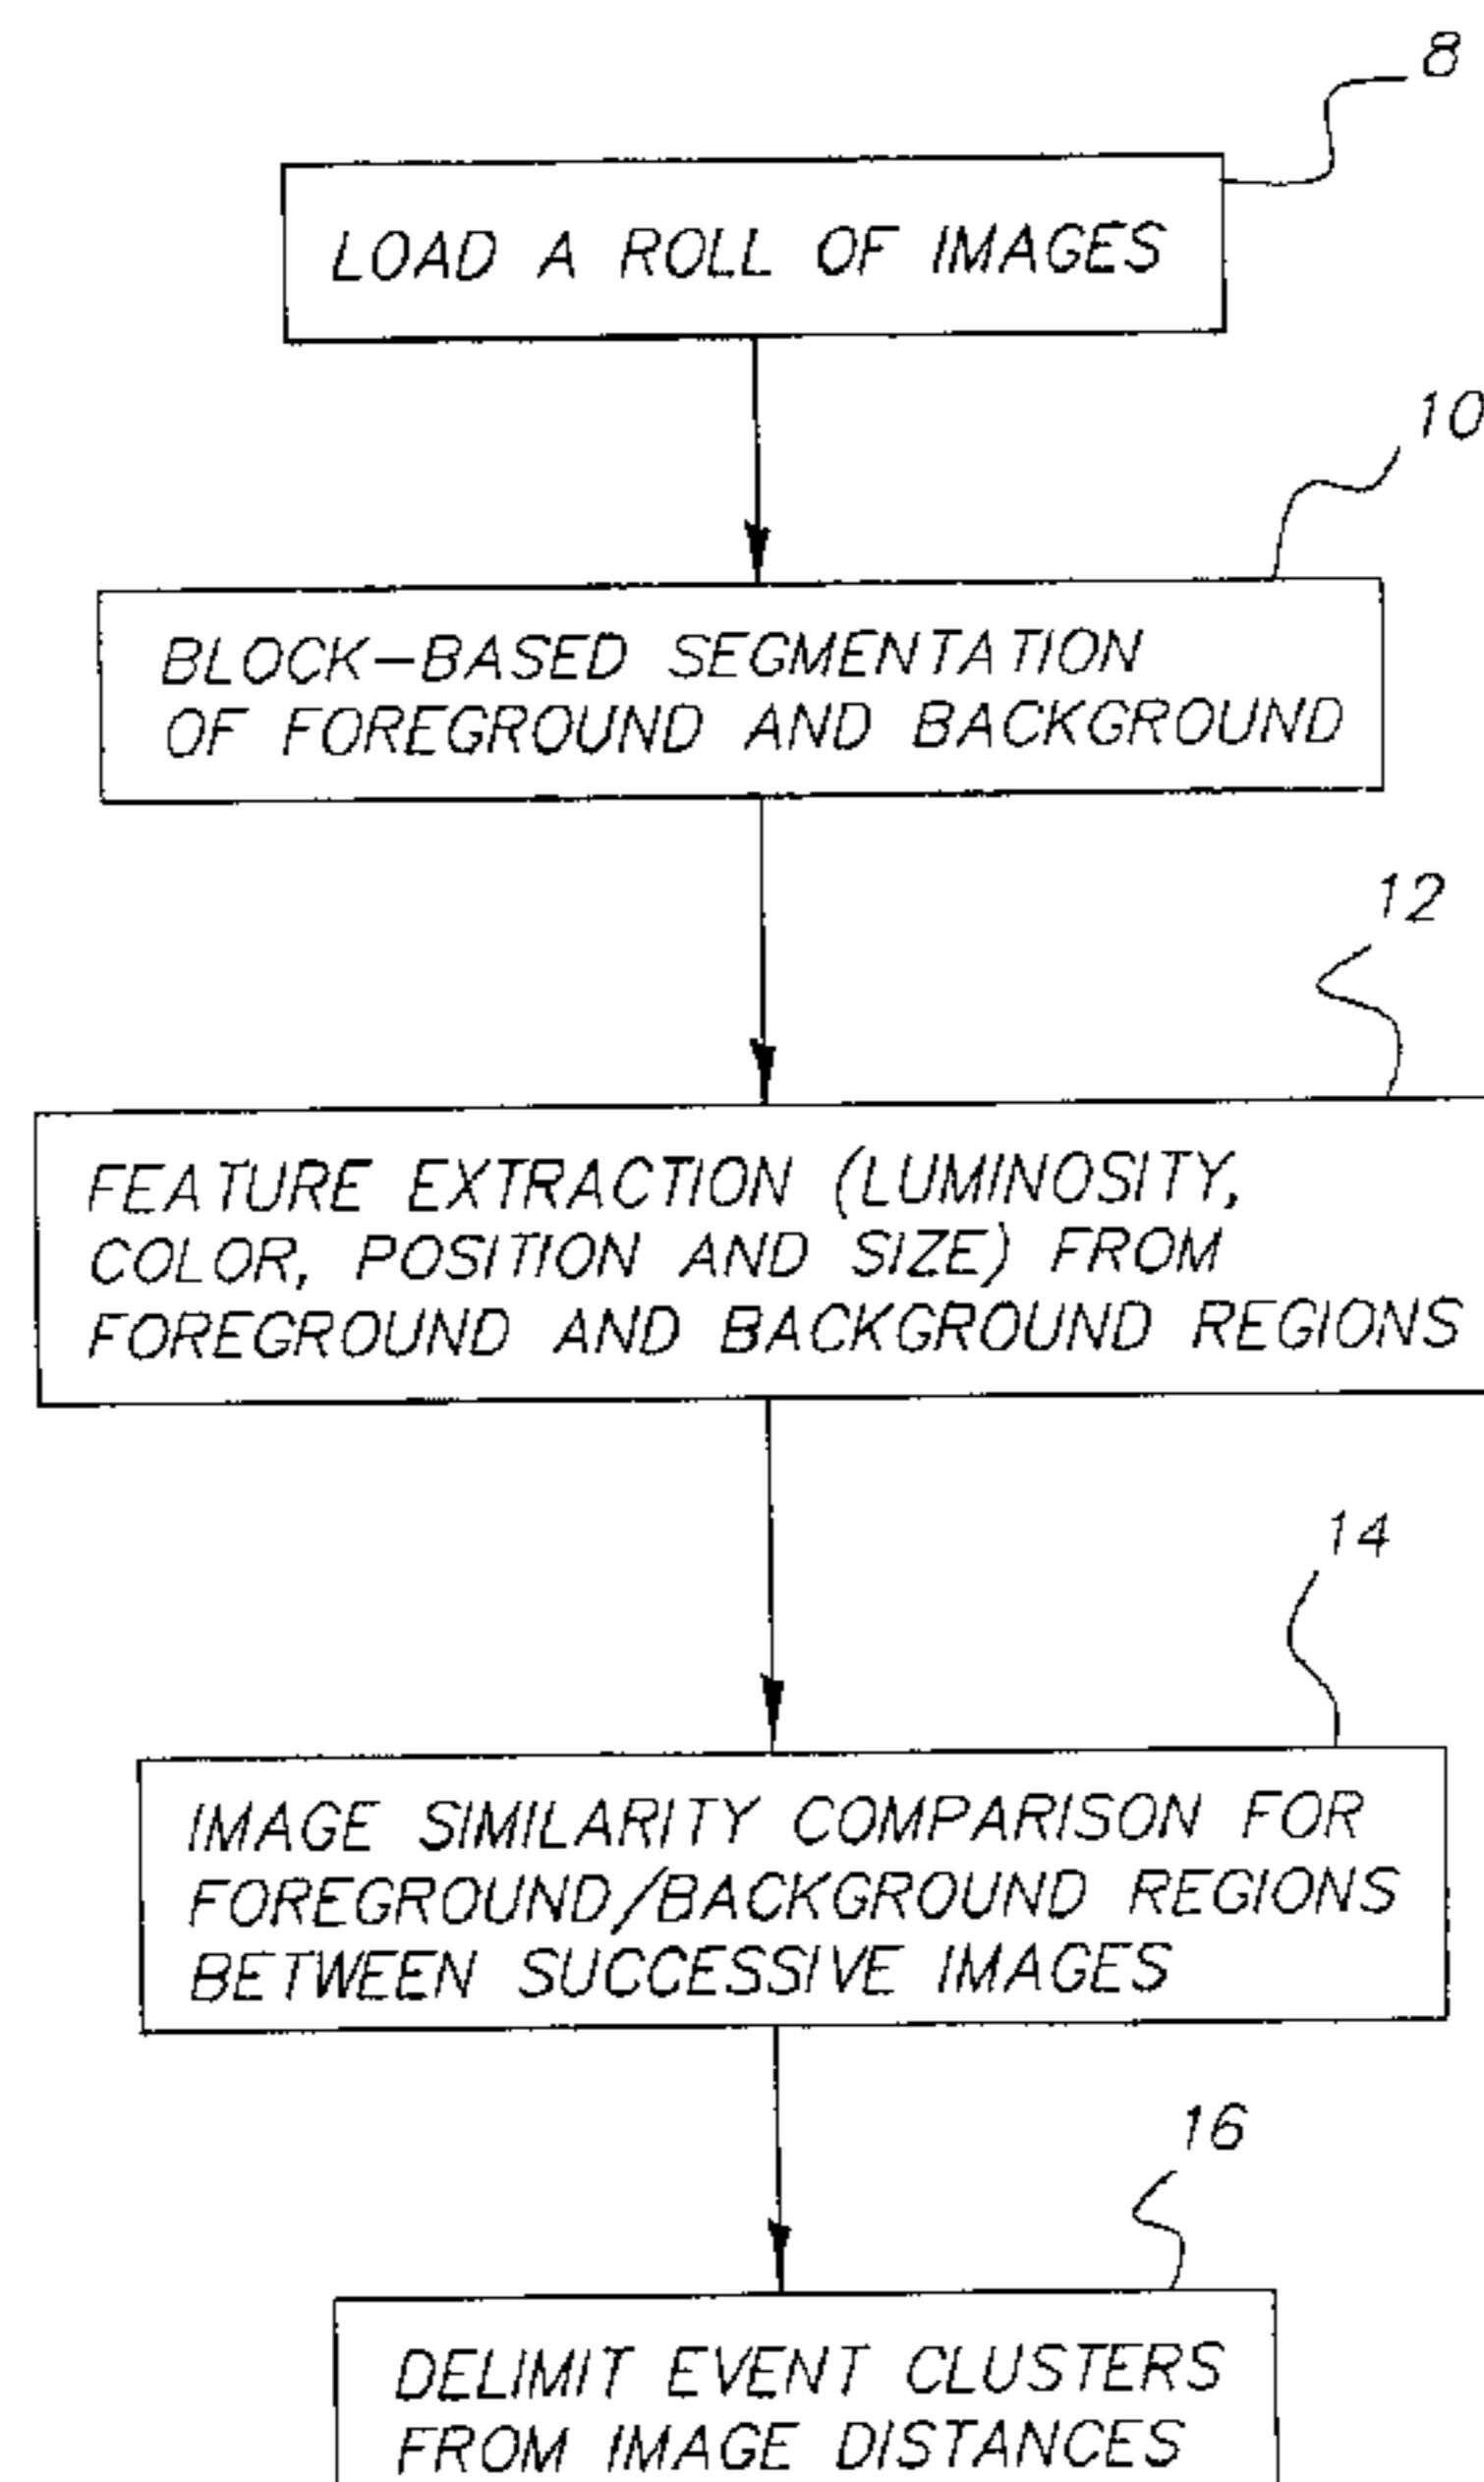 8
LOAD A ROLL OF IMAGES
10
BLOCK-BASED SEGMENTATION
OF FOREGROUND AND BACKGROUND
12
FEATURE EXTRACTION (LUMINOSITY,
COLOR, POSITION AND SIZE) FROM
FOREGROUND AND BACKGROUND REGIONS
14
IMAGE SIMILARITY COMPARISON FOR
FOREGROUND/BACKGROUND REGIONS
BETWEEN SUCCESSIVE IMAGES
16
DELIMIT EVENT CLUSTERS
FROM IMAGE DISTANCES